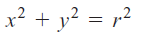 x² + y² = r²